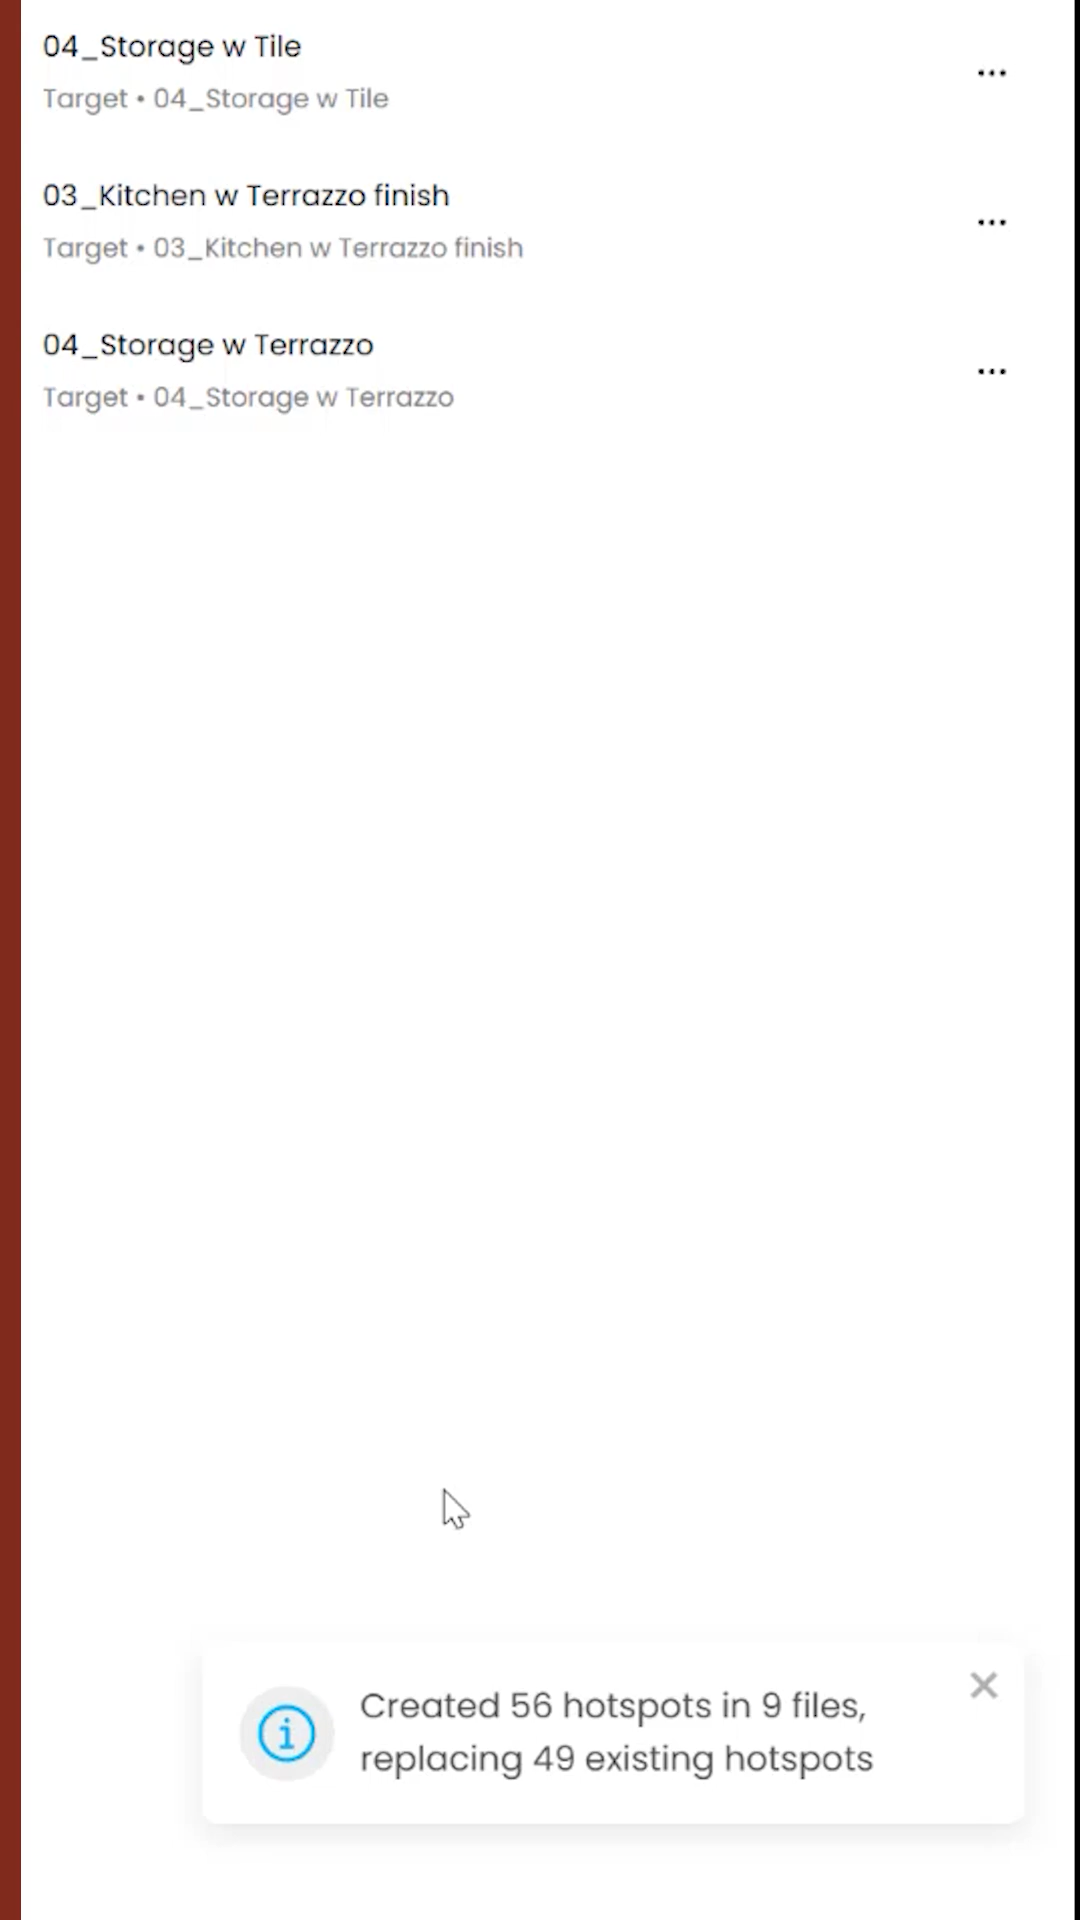 04_Storage w Tile
Target • 04_Storage w Tile
03_Kitchen w Terrazzo finish
Target • 03_Kitchen w Terrazzo finish
04_Storage w Terrazzo
Target • 04_Storage w Terrazzo
Created 56 hotspots in 9 files,
replacing 49 existing hotspots